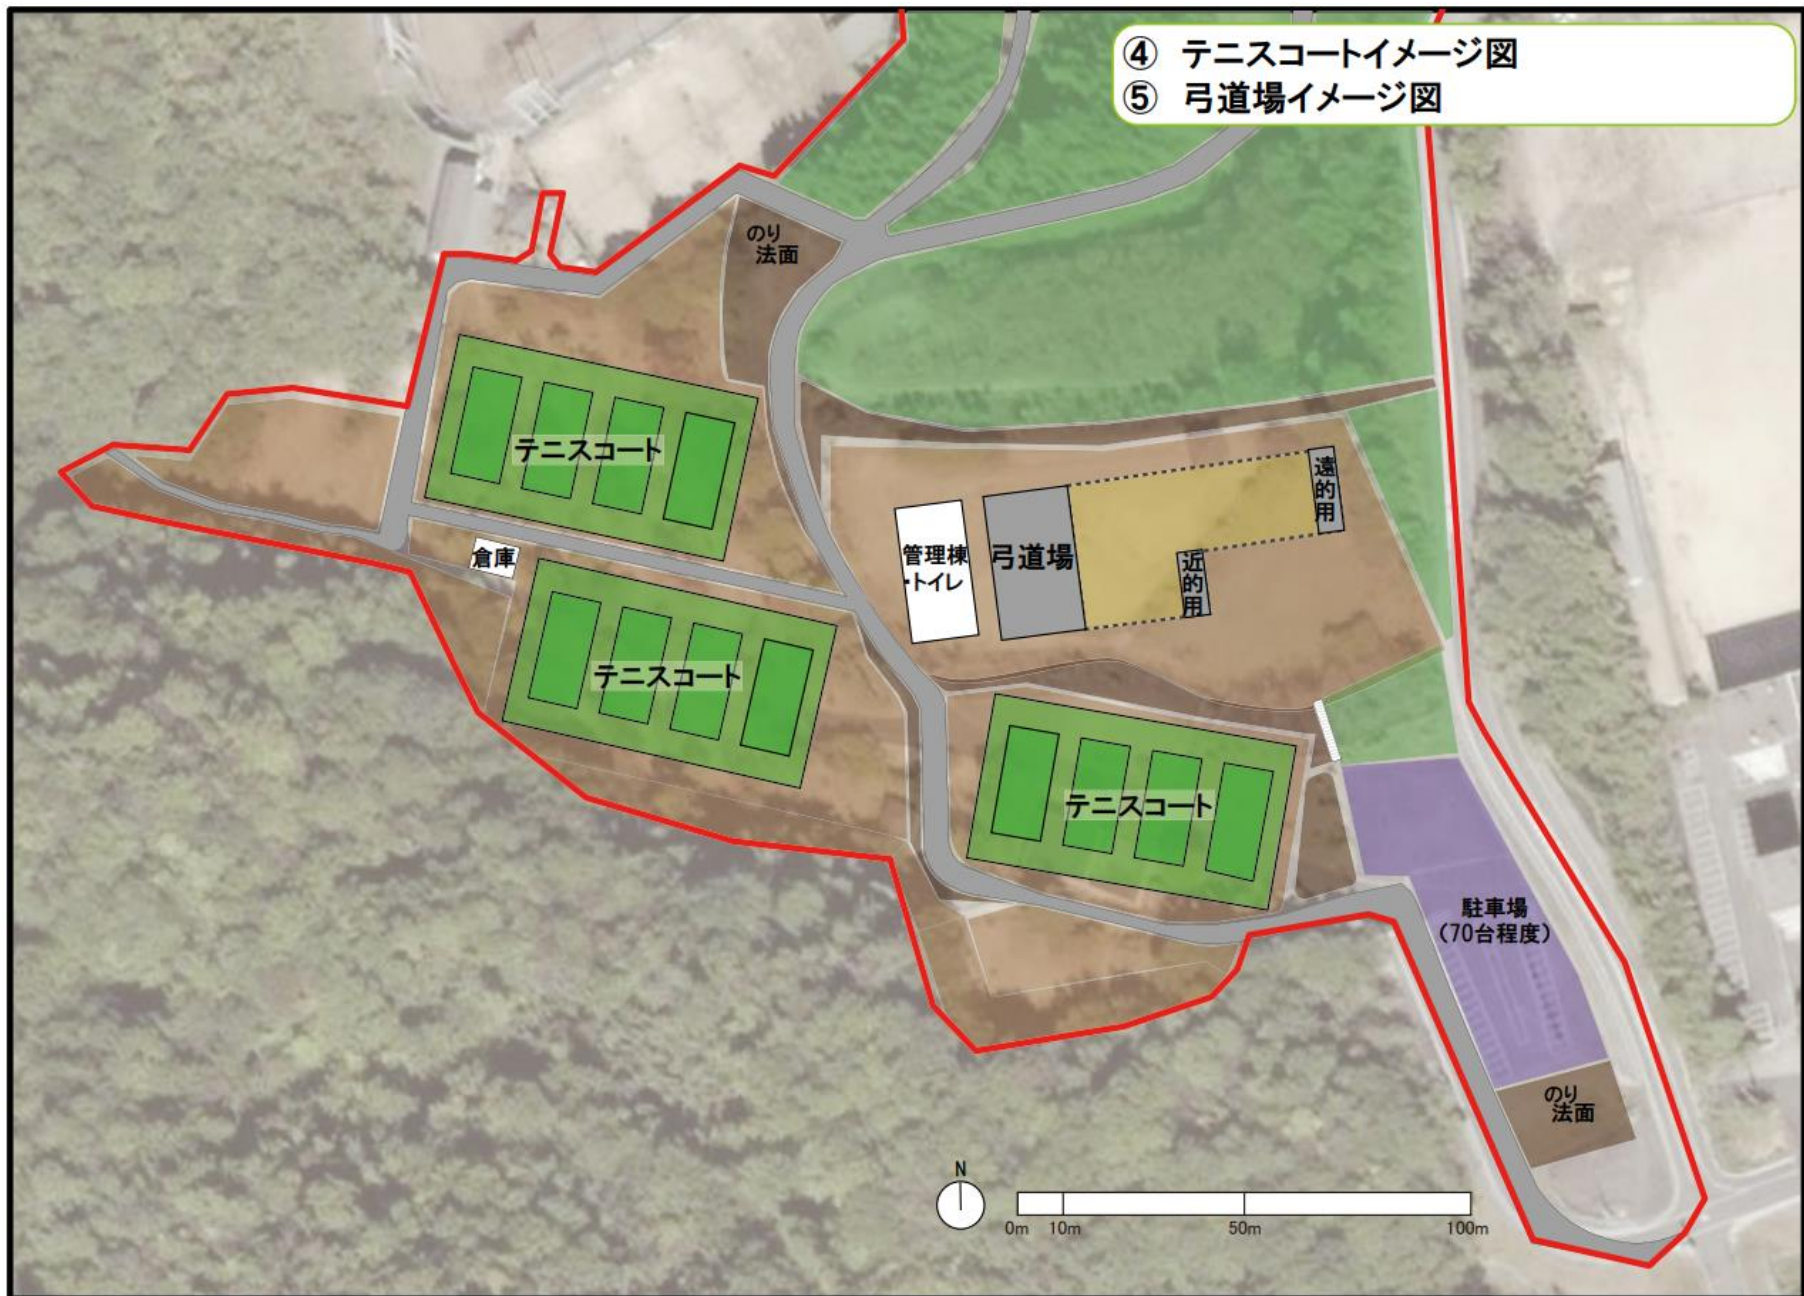 ④ テニスコートイメージ図
⑤ 弓道場イメージ図
のり
法面
テニスコート
遠的用
倉庫
管理棟
・トイレ
弓道場
近的用
テニスコート
テニスコート
駐車場
(70台程度)
のり
法面
N
0m 10m 50m 100m